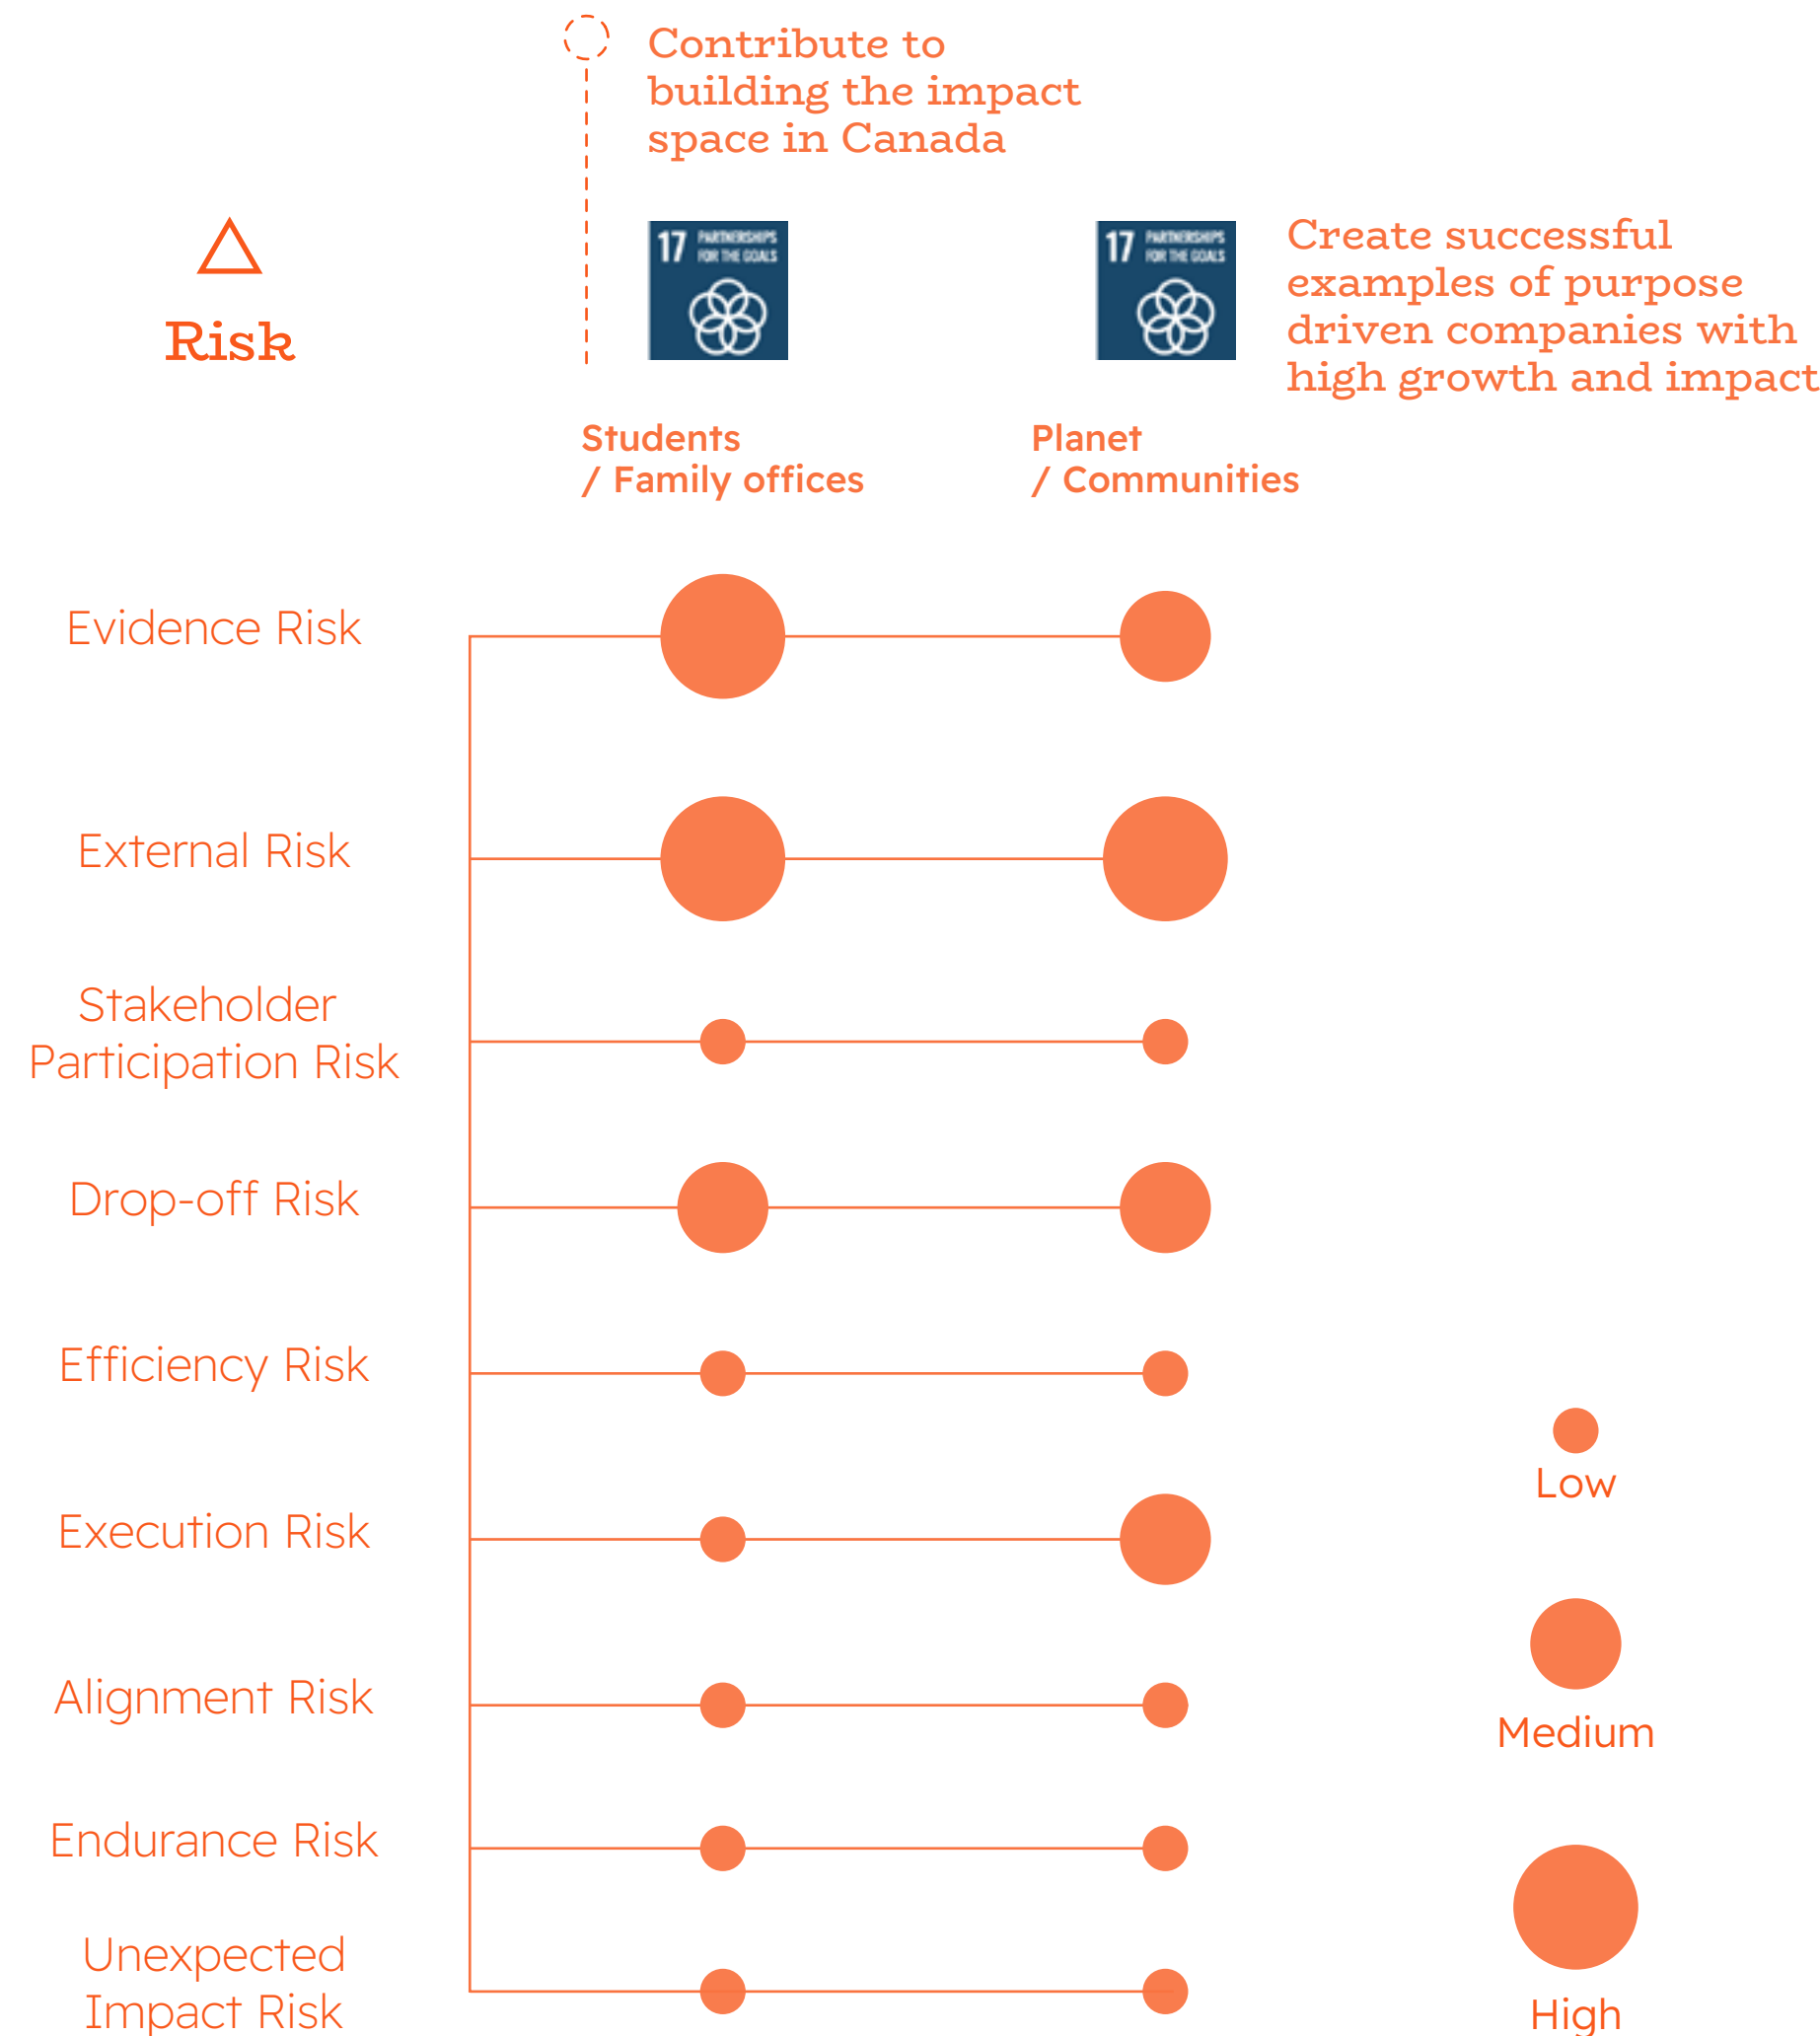 Contribute to
building the impact
space in Canada
Risk
17 PARTNERSHIPS
FOR THE GOALS
17 PARTNERSHIPS
FOR THE GOALS
Create successful
examples of purpose
driven companies with
high growth and impact
Students
/ Family offices
Planet
/ Communities
Evidence Risk
External Risk
Stakeholder
Participation Risk
Drop-off Risk
Efficiency Risk
Execution Risk
Alignment Risk
Endurance Risk
Unexpected
Impact Risk
Low
Medium
High